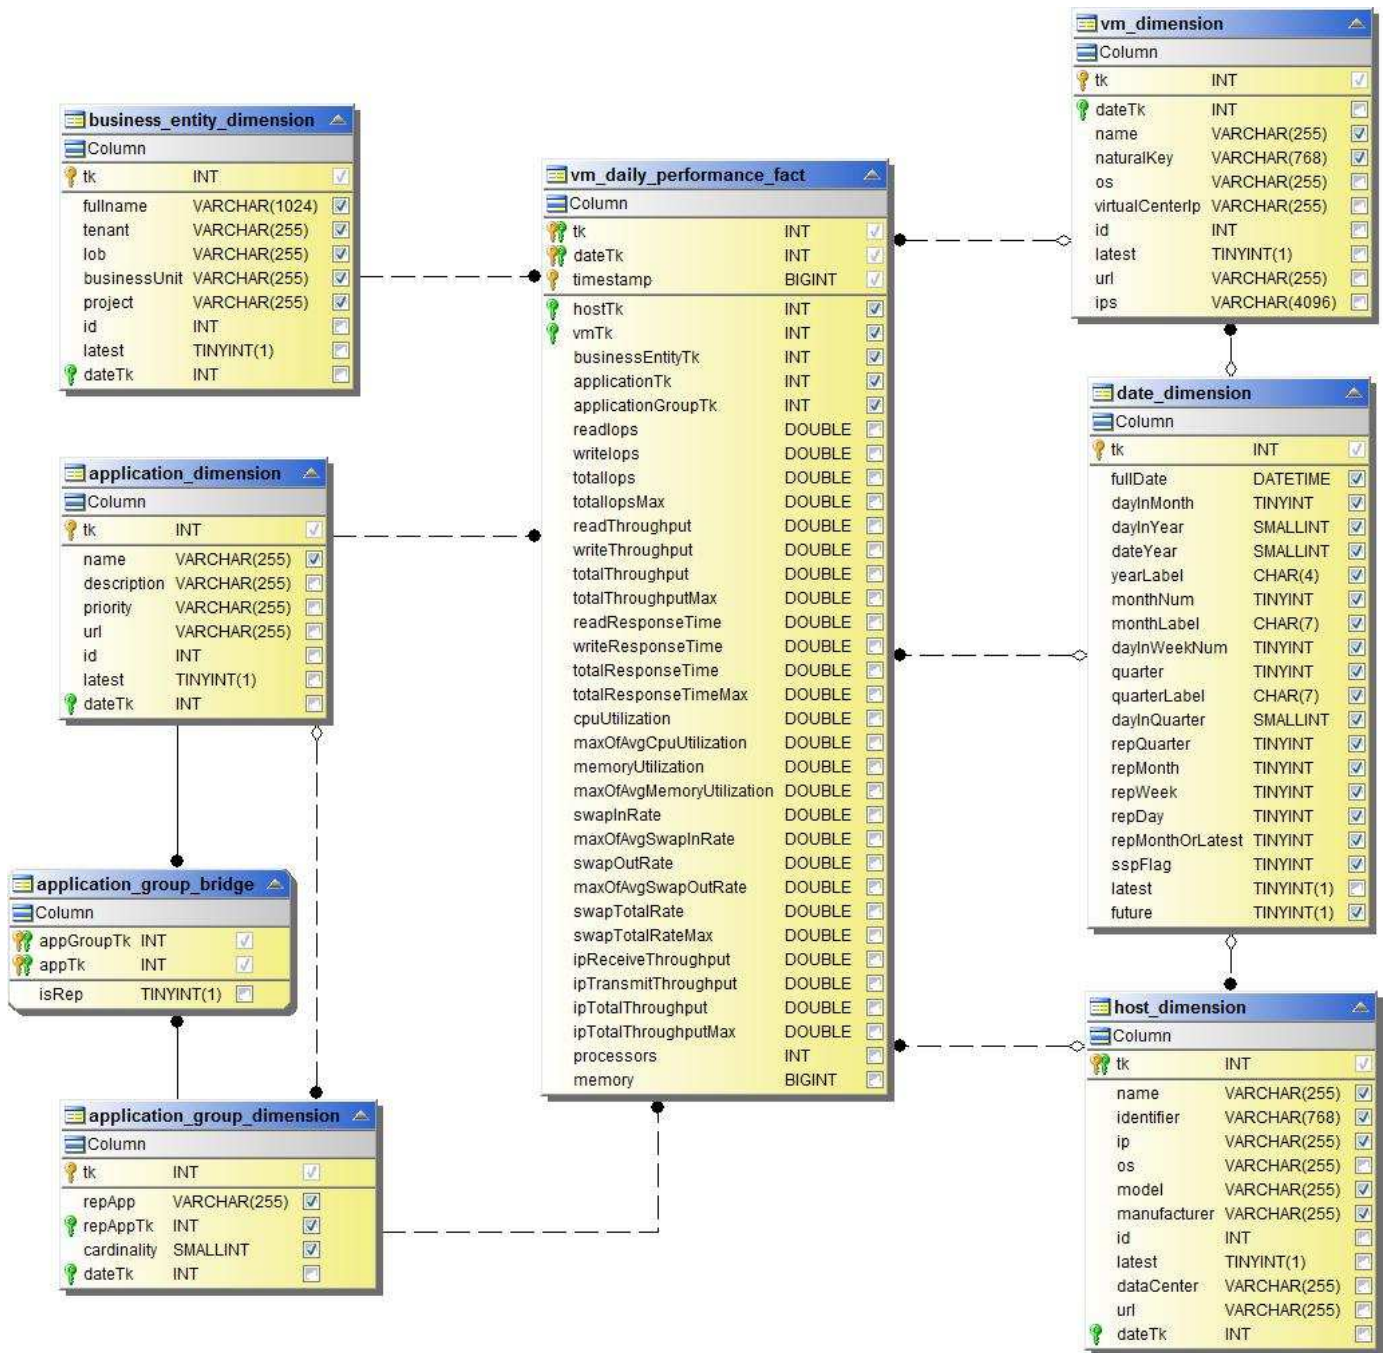 business_entity_dimension
Column
tk INT
fullname VARCHAR(1024)
tenant VARCHAR(255)
lob VARCHAR(255)
businessUnit VARCHAR(255)
project VARCHAR(255)
id INT
latest TINYINT(1)
dateTk INT
application_dimension
Column
tk INT
name VARCHAR(255)
description VARCHAR(255)
priority VARCHAR(255)
url VARCHAR(255)
id INT
latest TINYINT(1)
dateTk INT
application_group_bridge
Column
appGroupTk INT
appTk INT
isRep TINYINT(1)
application_group_dimension
Column
tk INT
repApp VARCHAR(255)
repAppTk INT
cardinality SMALLINT
dateTk INT
vm_daily_performance_fact
Column
tk INT
dateTk INT
timestamp BIGINT
hostTk INT
vmTk INT
businessEntityTk INT
applicationTk INT
applicationGroupTk INT
readIops DOUBLE
writeIops DOUBLE
totalIops DOUBLE
totalIopsMax DOUBLE
readThroughput DOUBLE
writeThroughput DOUBLE
totalThroughput DOUBLE
totalThroughputMax DOUBLE
readResponseTime DOUBLE
writeResponseTime DOUBLE
totalResponseTime DOUBLE
totalResponseTimeMax DOUBLE
cpuUtilization DOUBLE
maxOfAvgCpuUtilization DOUBLE
memoryUtilization DOUBLE
maxOfAvgMemoryUtilization DOUBLE
swapInRate DOUBLE
maxOfAvgSwapInRate DOUBLE
swapOutRate DOUBLE
maxOfAvgSwapOutRate DOUBLE
swapTotalRate DOUBLE
swapTotalRateMax DOUBLE
ipReceiveThroughput DOUBLE
ipTransmitThroughput DOUBLE
ipTotalThroughput DOUBLE
ipTotalThroughputMax DOUBLE
processors INT
memory BIGINT
vm_dimension
Column
tk INT
dateTk INT
name VARCHAR(255)
naturalKey VARCHAR(768)
os VARCHAR(255)
virtualCenterIp VARCHAR(255)
id INT
latest TINYINT(1)
url VARCHAR(255)
ips VARCHAR(4096)
date_dimension
Column
tk INT
fullDate DATETIME
dayInMonth TINYINT
dayInYear SMALLINT
dateYear SMALLINT
yearLabel CHAR(4)
monthNum TINYINT
monthLabel CHAR(7)
dayInWeekNum TINYINT
quarter TINYINT
quarterLabel CHAR(7)
dayInQuarter SMALLINT
repQuarter TINYINT
repMonth TINYINT
repWeek TINYINT
repDay TINYINT
repMonthOrLatest TINYINT
sspFlag TINYINT
latest TINYINT(1)
future TINYINT(1)
host_dimension
Column
tk INT
name VARCHAR(255)
identifier VARCHAR(768)
ip VARCHAR(255)
os VARCHAR(255)
model VARCHAR(255)
manufacturer VARCHAR(255)
id INT
latest TINYINT(1)
dataCenter VARCHAR(255)
url VARCHAR(255)
dateTk INT